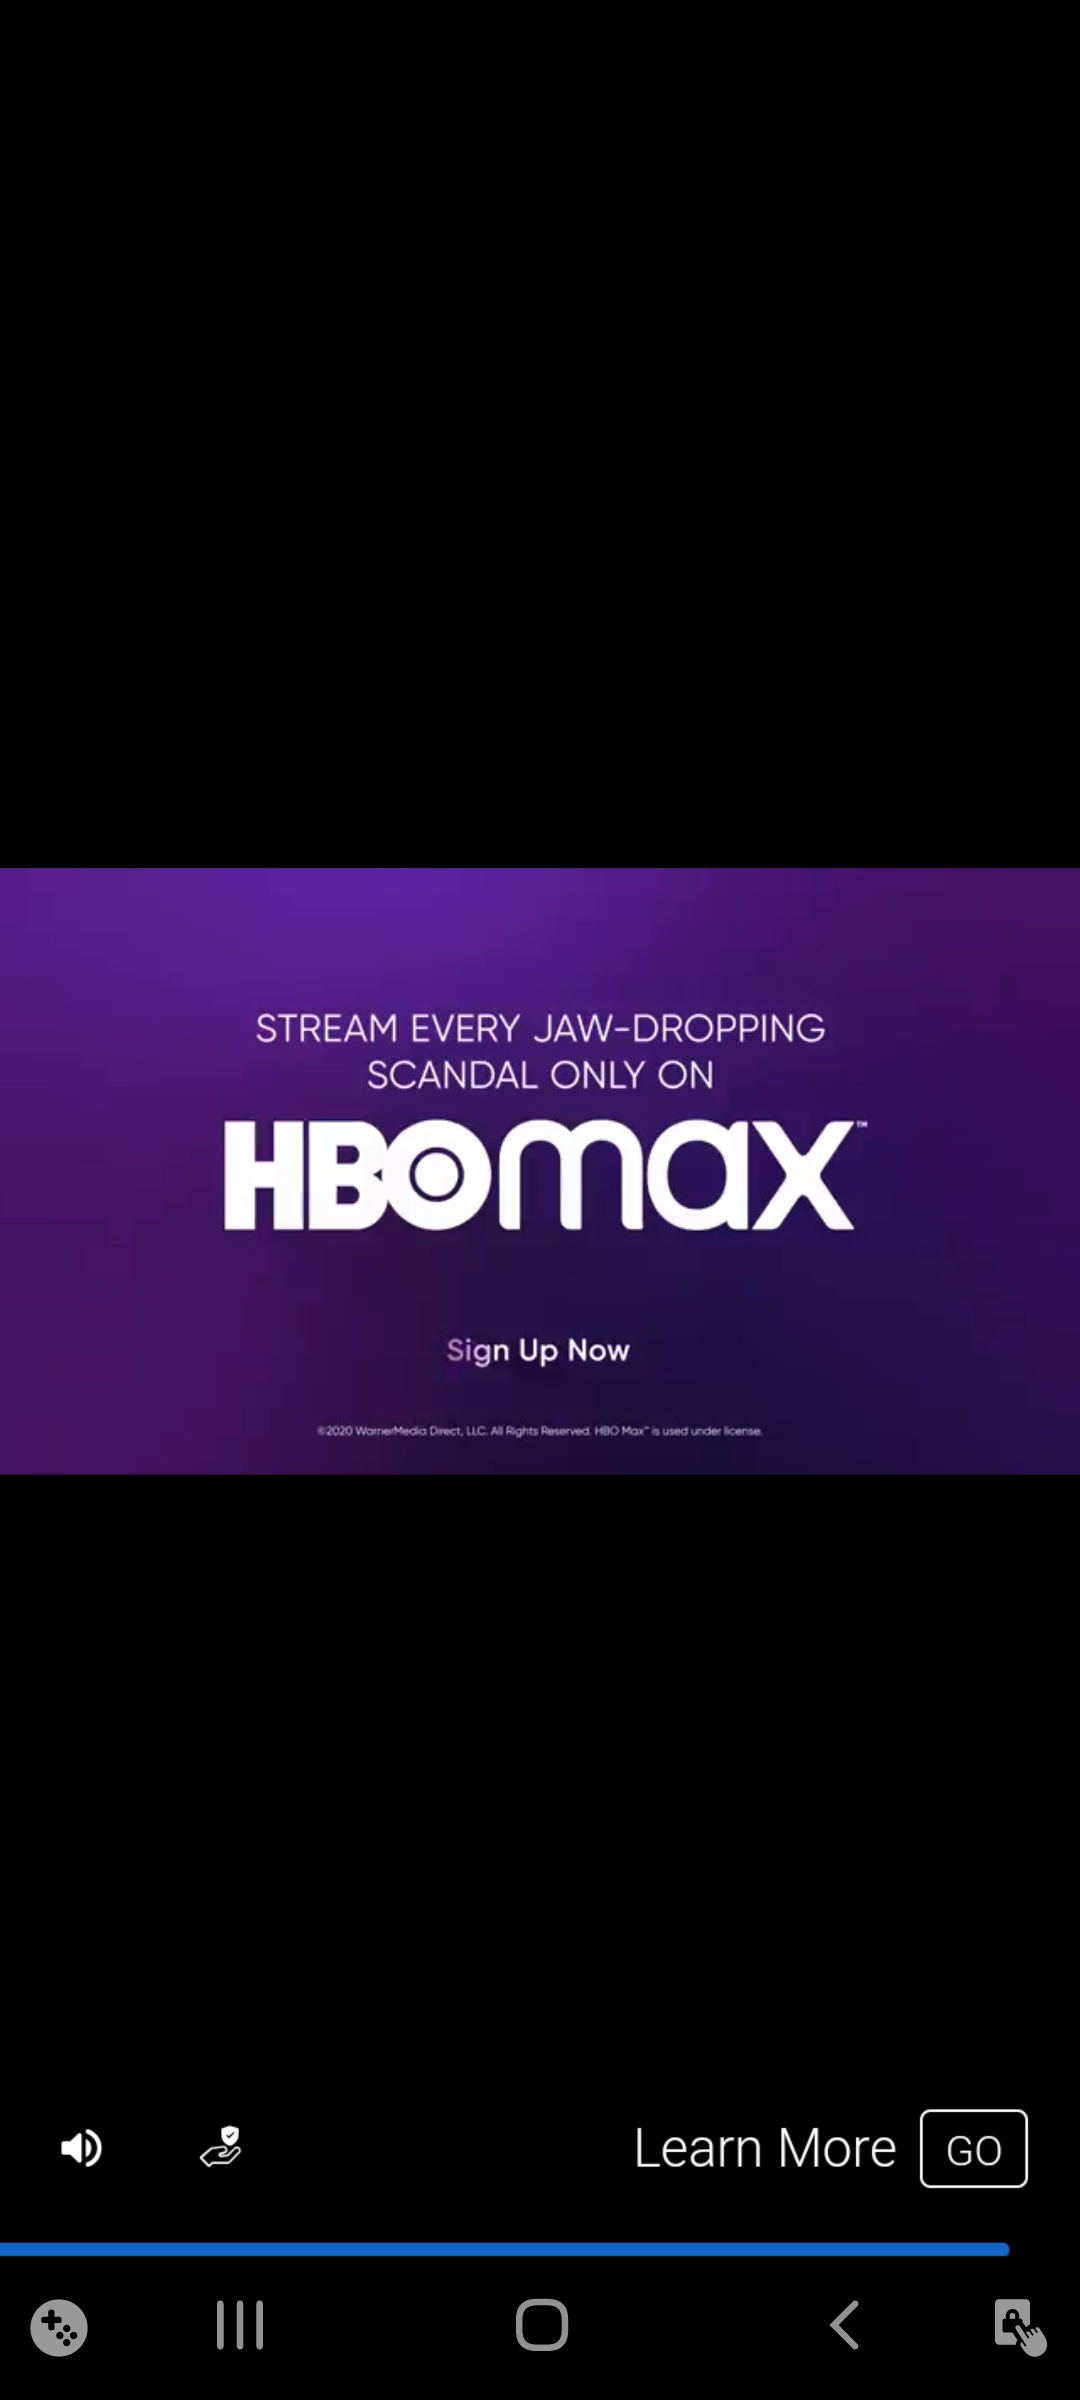 STREAM EVERY JAW-DROPPING
SCANDAL ONLY ON
HBOmax™
Sign Up Now
©2020 WarnerMedia Direct, LLC. All Rights Reserved. HBO Max™ is used under license.
Learn More GO